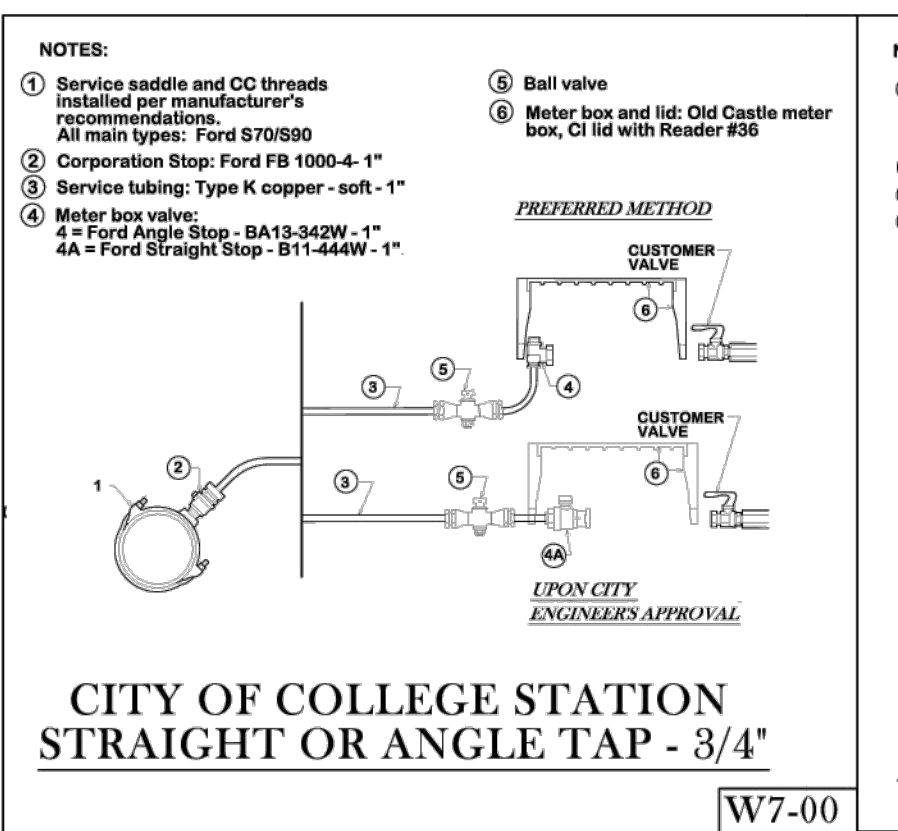 NOTES:
1 Service saddle and CC threads
installed per manufacturer's
recommendations.
All main types: Ford S70/S90
2 Corporation Stop: Ford FB 1000-4- 1"
3 Service tubing: Type K copper - soft - 1"
4 Meter box valve:
4 = Ford Angle Stop - BA13-342W - 1"
4A = Ford Straight Stop - B11-444W - 1".
5 Ball valve
6 Meter box and lid: Old Castle meter
box, CI lid with Reader #36
PREFERRED METHOD
CUSTOMER
VALVE
6
5
3
4
CUSTOMER
VALVE
2
6
5
3
1
4A
UPON CITY
ENGINEER'S APPROVAL
CITY OF COLLEGE STATION
STRAIGHT OR ANGLE TAP - 3/4"
W7-00